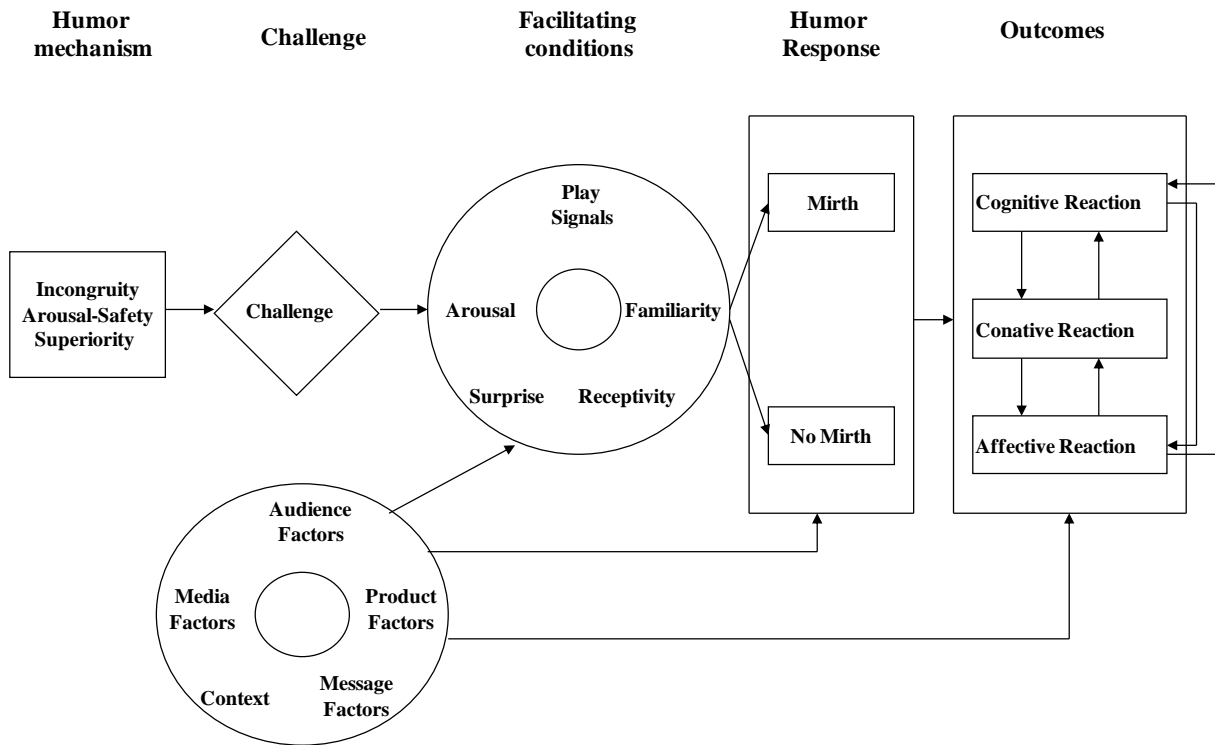 Humor
mechanism
Challenge
Facilitating
conditions
Humor
Response
Outcomes
Incongruity
Arousal-Safety
Superiority
Challenge
Play
Signals
Arousal
Familiarity
Surprise
Receptivity
Mirth
No Mirth
Cognitive Reaction
Conative Reaction
Affective Reaction
Audience
Factors
Media
Factors
Product
Factors
Context
Message
Factors